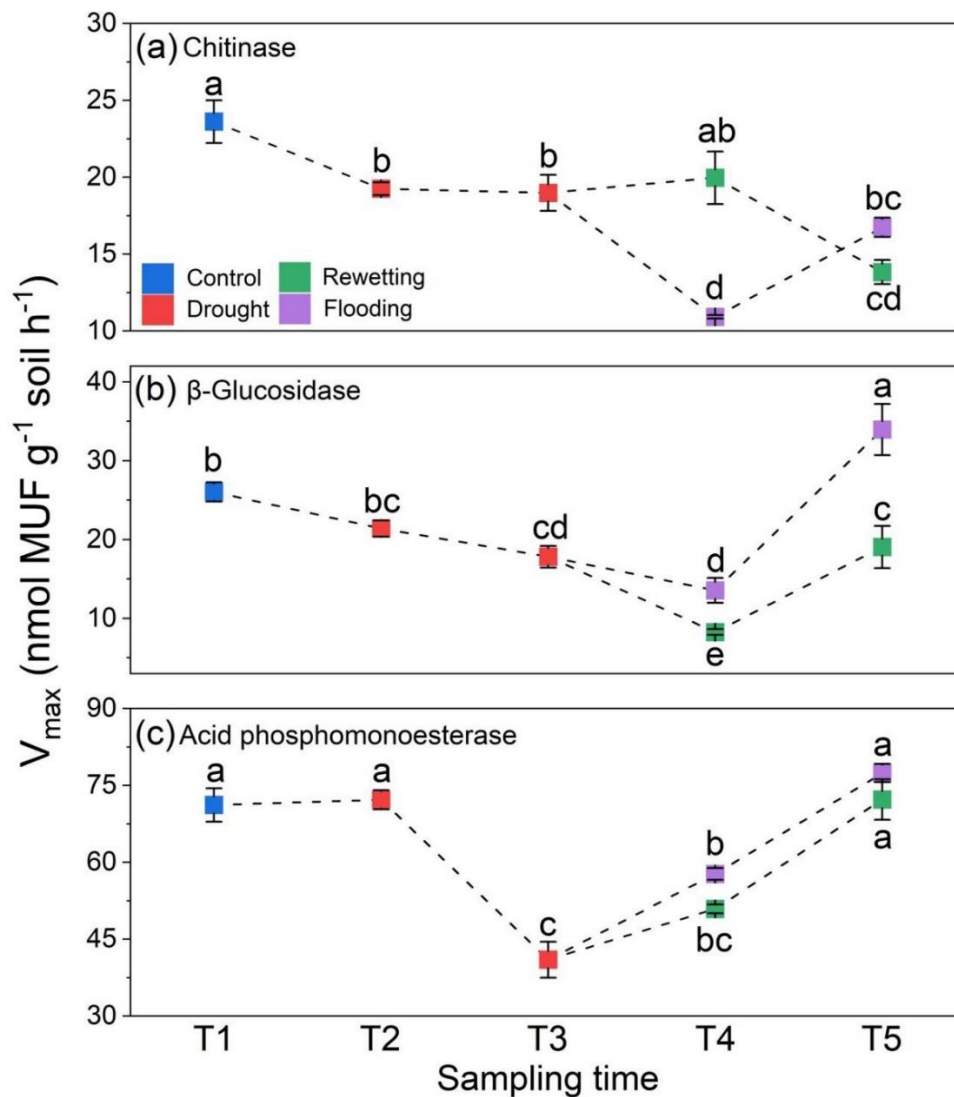 V_max (nmol MUF g⁻¹ soil h⁻¹)
(a) Chitinase
30
25
20
15
10
a
b
b
ab
d
bc
cd
Control
Rewetting
Drought
Flooding
(b) β-Glucosidase
40
30
20
10
b
bc
cd
d
e
a
c
(c) Acid phosphomonoesterase
90
75
60
45
30
a
a
c
b
bc
a
a
T1 T2 T3 T4 T5
Sampling time